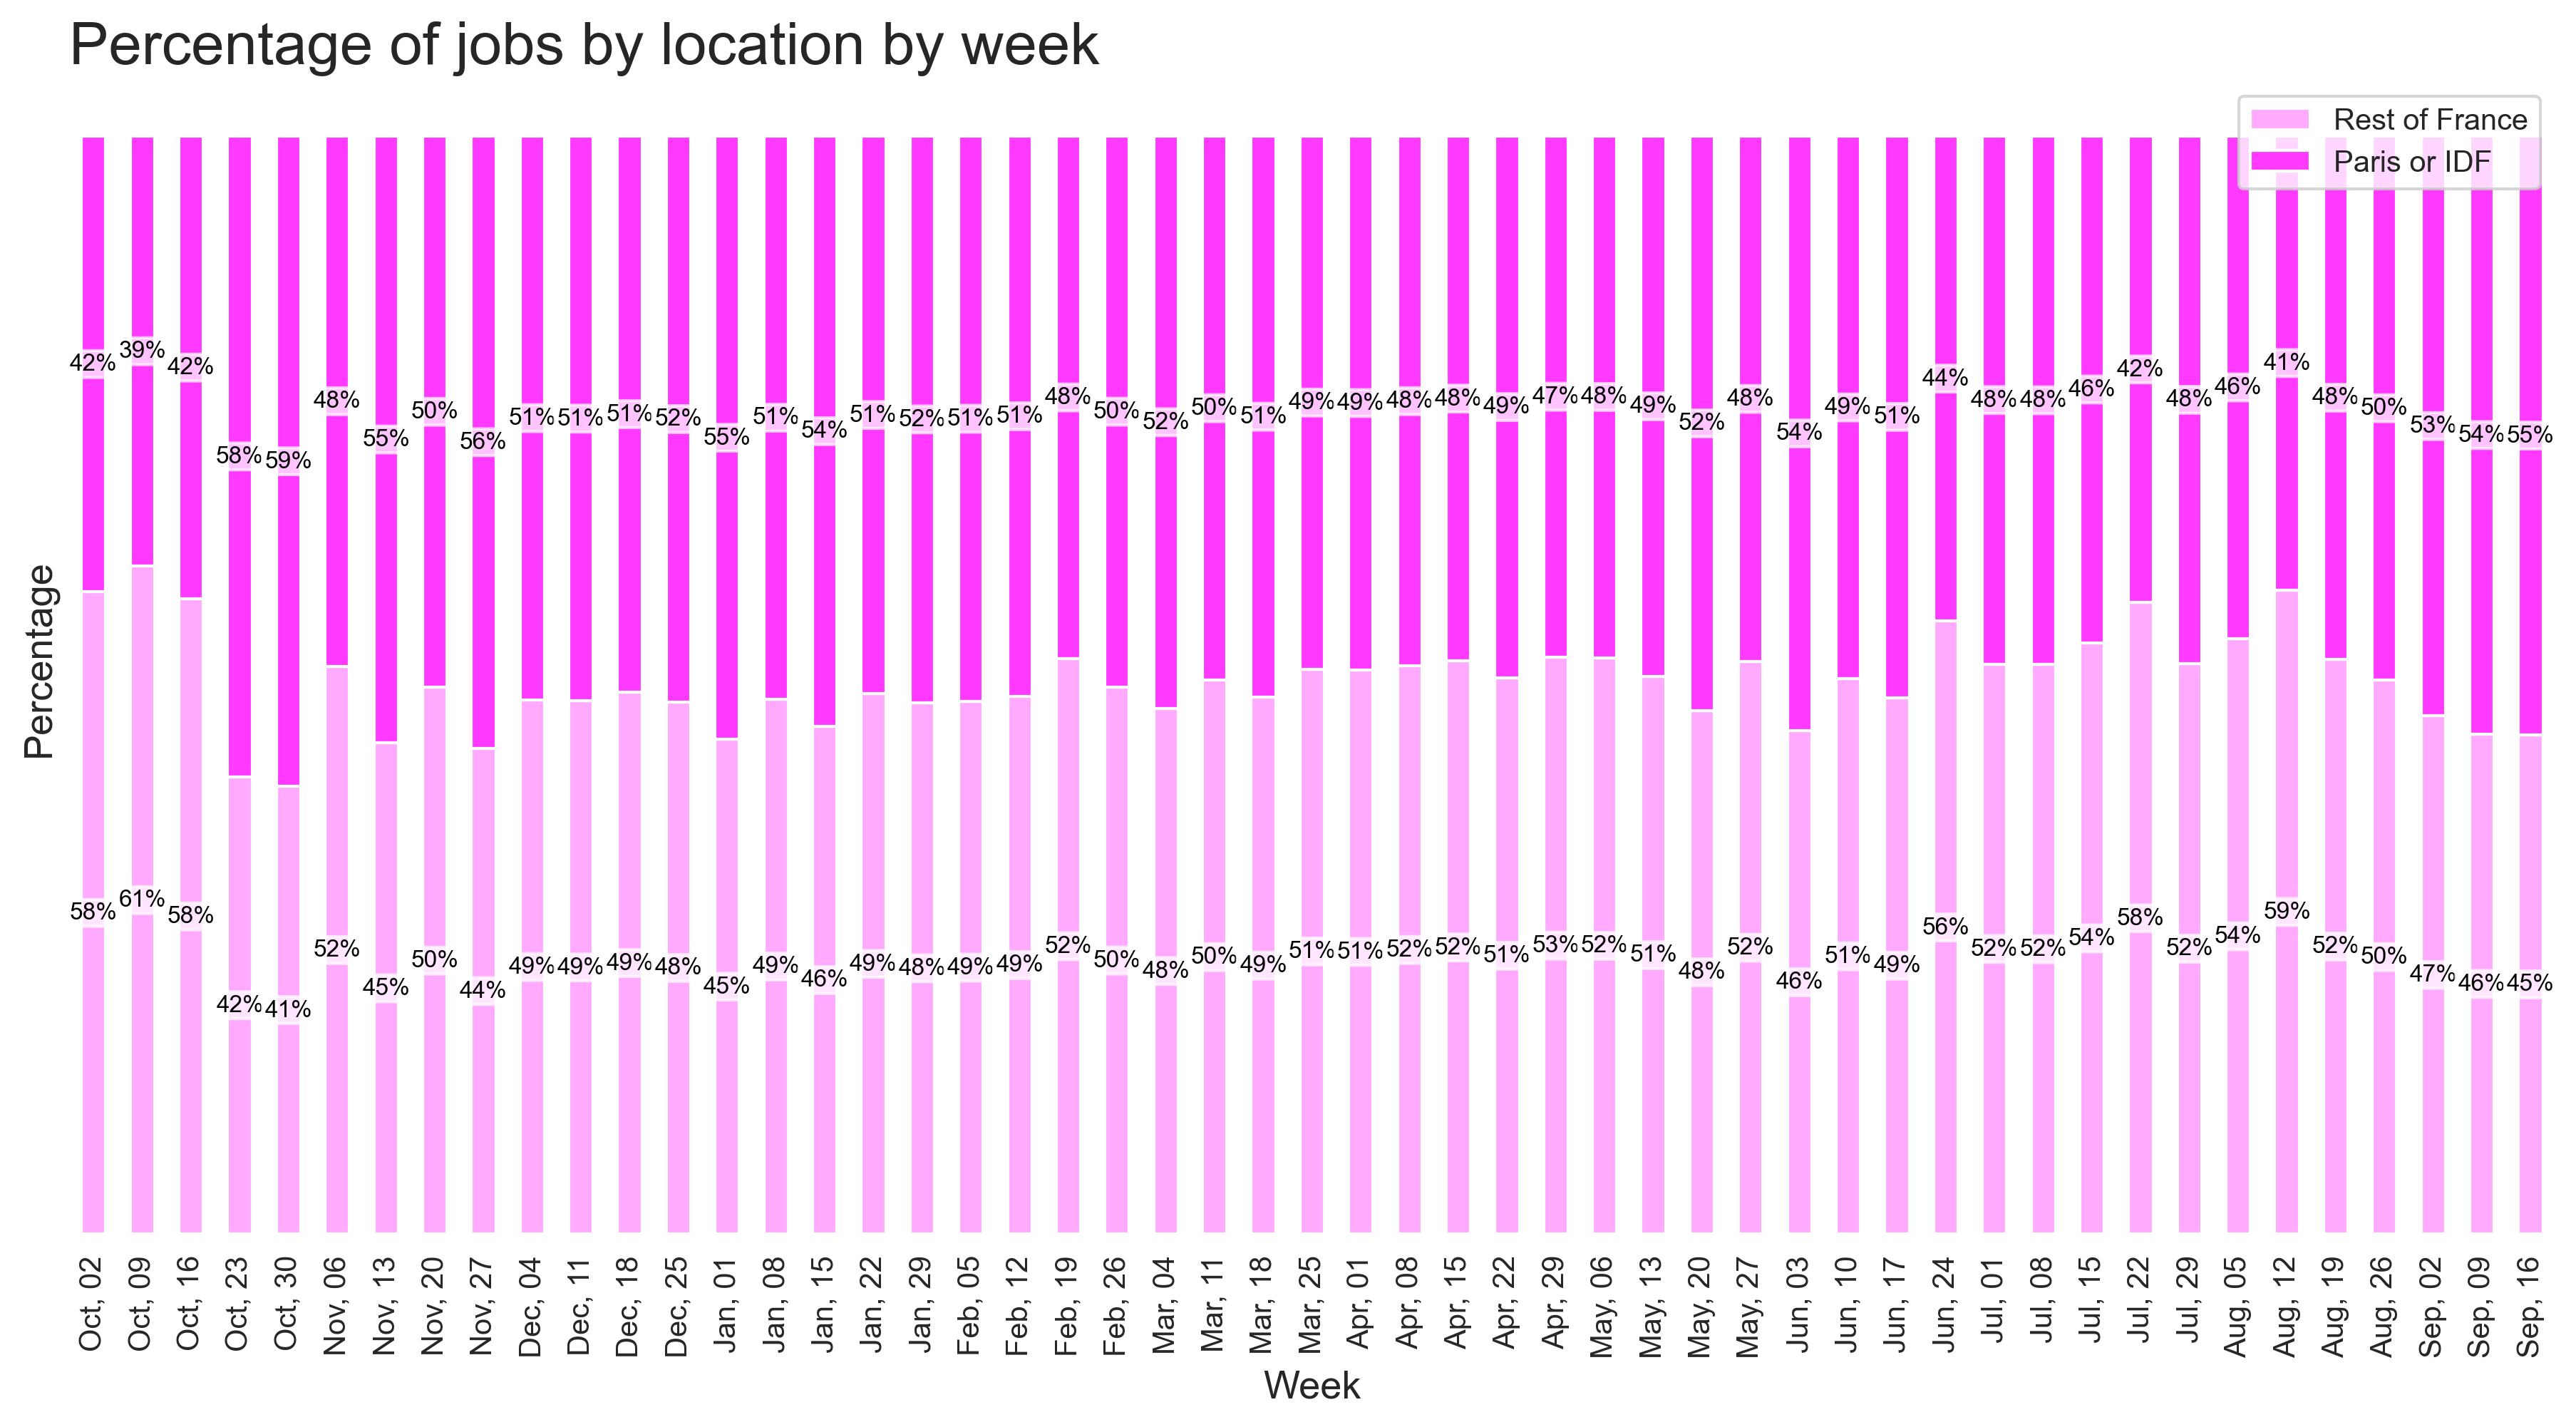 Percentage of jobs by location by week
Rest of France
Paris or IDF
Percentage
42% 39% 42% 58% 59% 48% 55% 50% 56% 51% 51% 51% 52% 55% 51% 54% 51% 52% 51% 51% 48% 50% 52% 50% 51% 49% 49% 48% 48% 49% 47% 48% 49% 52% 48% 54% 49% 51% 44% 48% 48% 46% 42% 48% 46% 41% 48% 50% 53% 54% 55%
58% 61% 58% 42% 41% 52% 45% 50% 44% 49% 49% 49% 48% 45% 49% 46% 49% 48% 49% 49% 52% 50% 48% 50% 49% 51% 51% 52% 52% 51% 53% 52% 51% 48% 52% 46% 51% 49% 56% 52% 52% 54% 58% 52% 54% 59% 52% 50% 47% 46% 45%
Oct, 02
Oct, 09
Oct, 16
Oct, 23
Oct, 30
Nov, 06
Nov, 13
Nov, 20
Nov, 27
Dec, 04
Dec, 11
Dec, 18
Dec, 25
Jan, 01
Jan, 08
Jan, 15
Jan, 22
Jan, 29
Feb, 05
Feb, 12
Feb, 19
Feb, 26
Mar, 04
Mar, 11
Mar, 18
Mar, 25
Apr, 01
Apr, 08
Apr, 15
Apr, 22
Apr, 29
May, 06
May, 13
May, 20
May, 27
Jun, 03
Jun, 10
Jun, 17
Jun, 24
Jul, 01
Jul, 08
Jul, 15
Jul, 22
Jul, 29
Aug, 05
Aug, 12
Aug, 19
Aug, 26
Sep, 02
Sep, 09
Sep, 16
Week